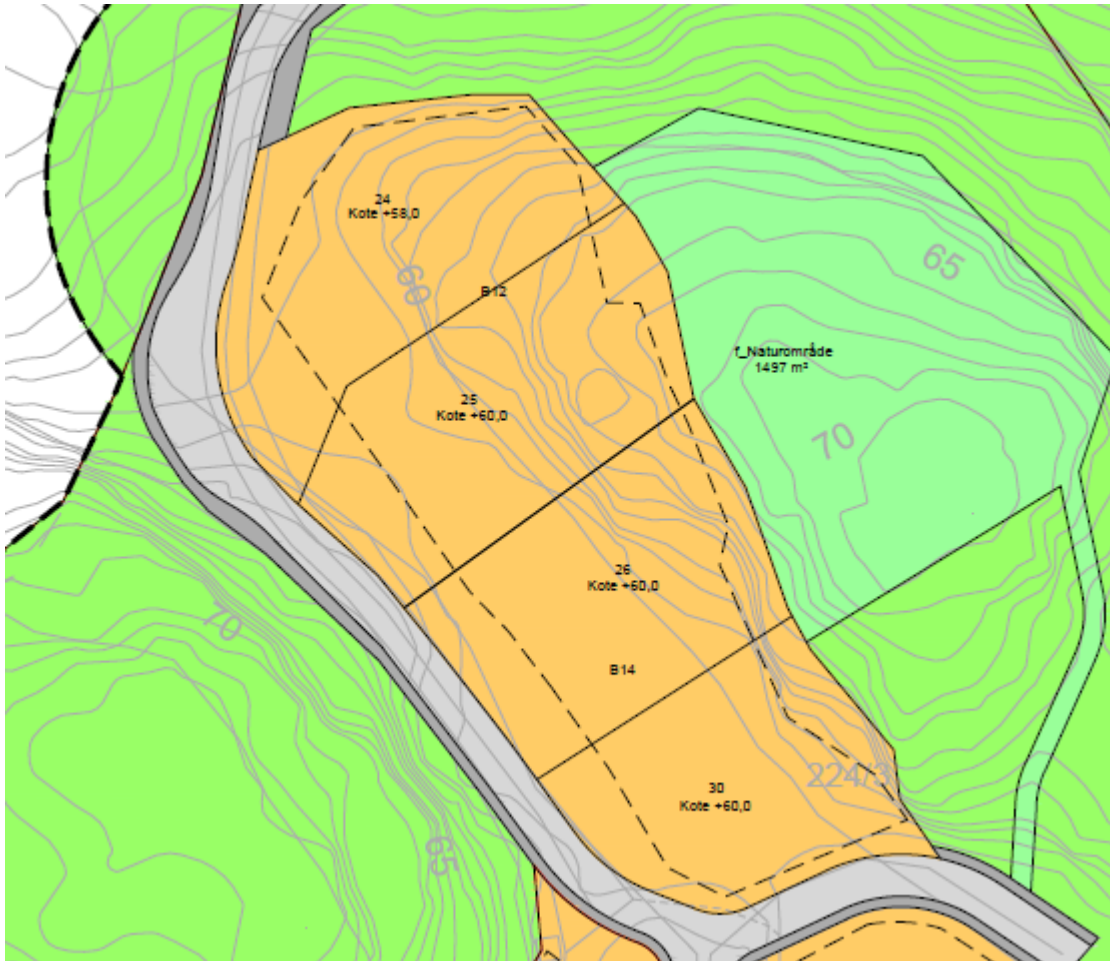 24
Kote +58,0
60
B12
65
f_Naturområde
1497 m²
25
Kote +60,0
70
26
Kote +60,0
70
B14
224/3
30
Kote +60,0
65